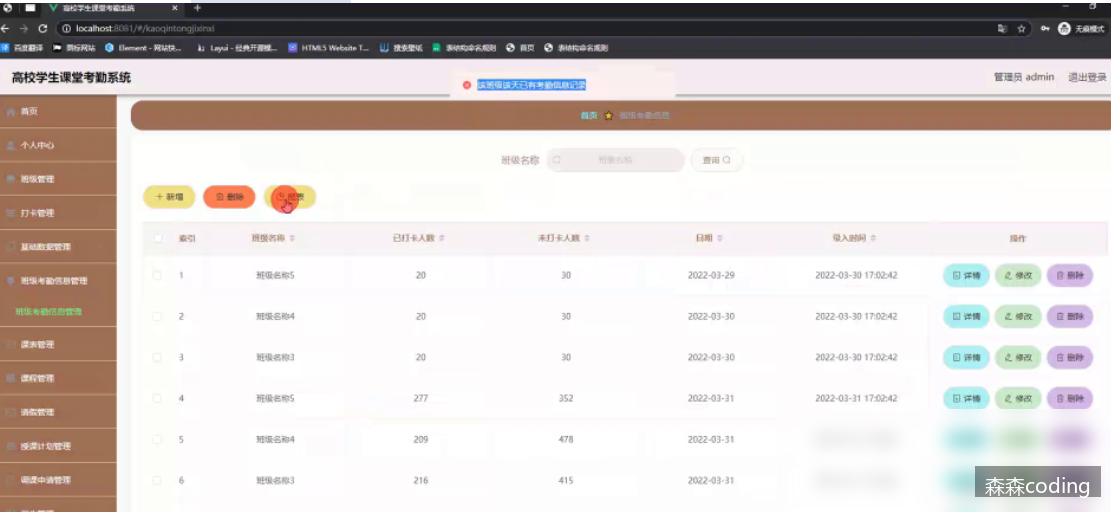 高校学生课堂考勤系统
localhost:8081/#/kaoqintongjixinxi
无痕模式
百度翻译 Element - 网站快... Layui - 经典开源模... HTML5 Website T... 搜索壁纸 表结构命名规则 首页 表结构命名规则
高校学生课堂考勤系统
该班级该天已有考勤信息记录
管理员 admin 退出登录
首页
首页 班级考勤信息
个人中心
班级名称 班级名称 查询
班级管理
新增 删除 报表
打卡管理
索引 班级名称 已打卡人数 未打卡人数 日期 录入时间 操作
基础数据管理
班级考勤信息管理
1 班级名称5 20 30 2022-03-29 2022-03-30 17:02:42 详情 修改 删除
班级考勤信息管理
2 班级名称4 20 30 2022-03-30 2022-03-30 17:02:42 详情 修改 删除
课表管理
3 班级名称3 20 30 2022-03-30 2022-03-30 17:02:42 详情 修改 删除
课程管理
4 班级名称5 277 352 2022-03-31 2022-03-31 17:02:42 详情 修改 删除
请假管理
5 班级名称4 209 478 2022-03-31
授课计划管理
6 班级名称3 216 415 2022-03-31
调课申请管理
森森coding